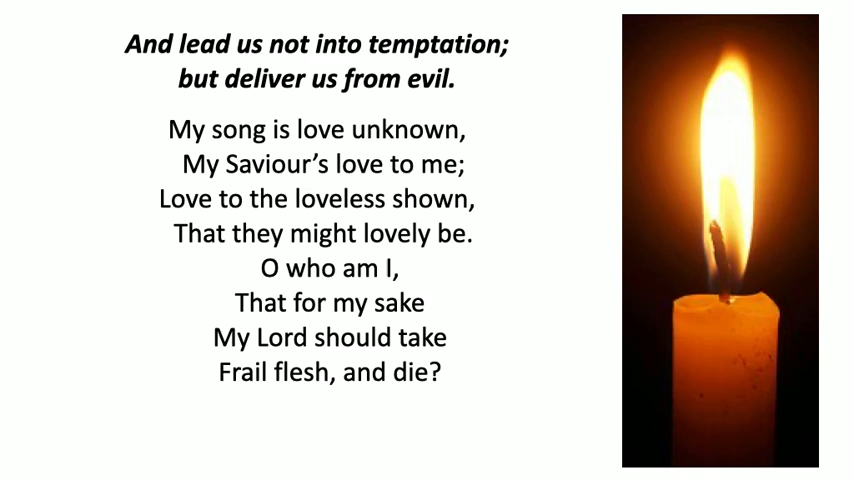 And lead us not into temptation;
but deliver us from evil.
My song is love unknown,
My Saviour’s love to me;
Love to the loveless shown,
That they might lovely be.
O who am I,
That for my sake
My Lord should take
Frail flesh, and die?